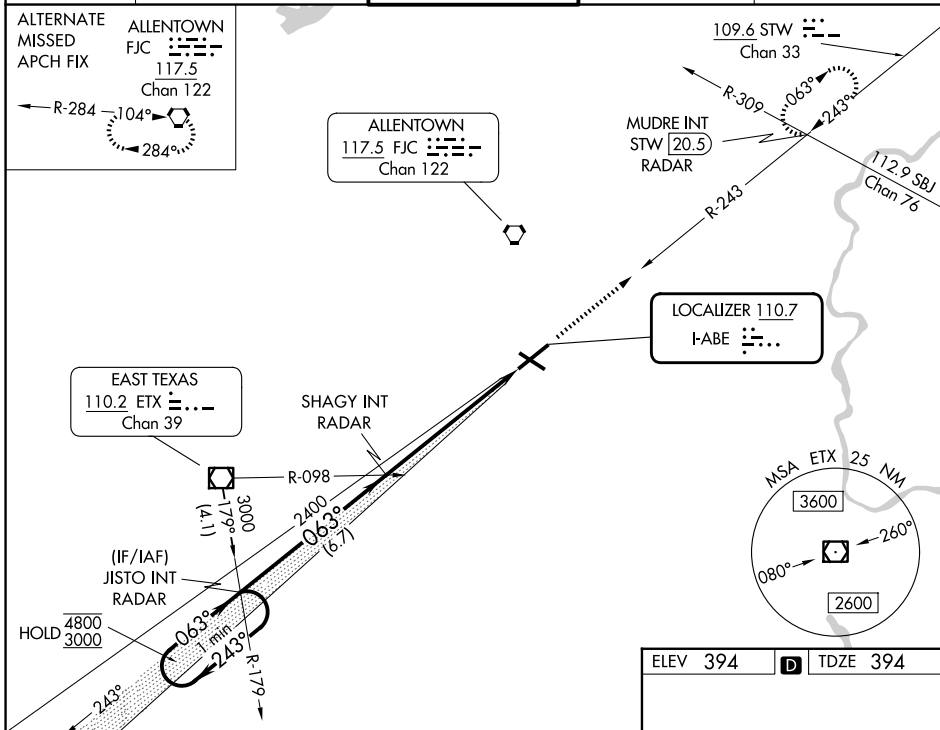 ALTERNATE
MISSED
APCH FIX
ALLENTOWN
FJC
117.5
Chan 122
R-284
104°
284°
ALLENTOWN
117.5 FJC
Chan 122
109.6 STW
Chan 33
R-309
063°
243°
MUDRE INT
STW 20.5
RADAR
112.9 SBJ
Chan 76
R-243
LOCALIZER 110.7
I-ABE
EAST TEXAS
110.2 ETX
Chan 39
SHAGY INT
RADAR
R-098
3000
179°
(4.1)
2400
063°
(6.7)
(IF/IAF)
JISTO INT
RADAR
HOLD 4800
3000
063°
1 min
243°
R-179
243°
MSA ETX 25 NM
3600
260°
080°
2600
ELEV 394 D TDZE 394